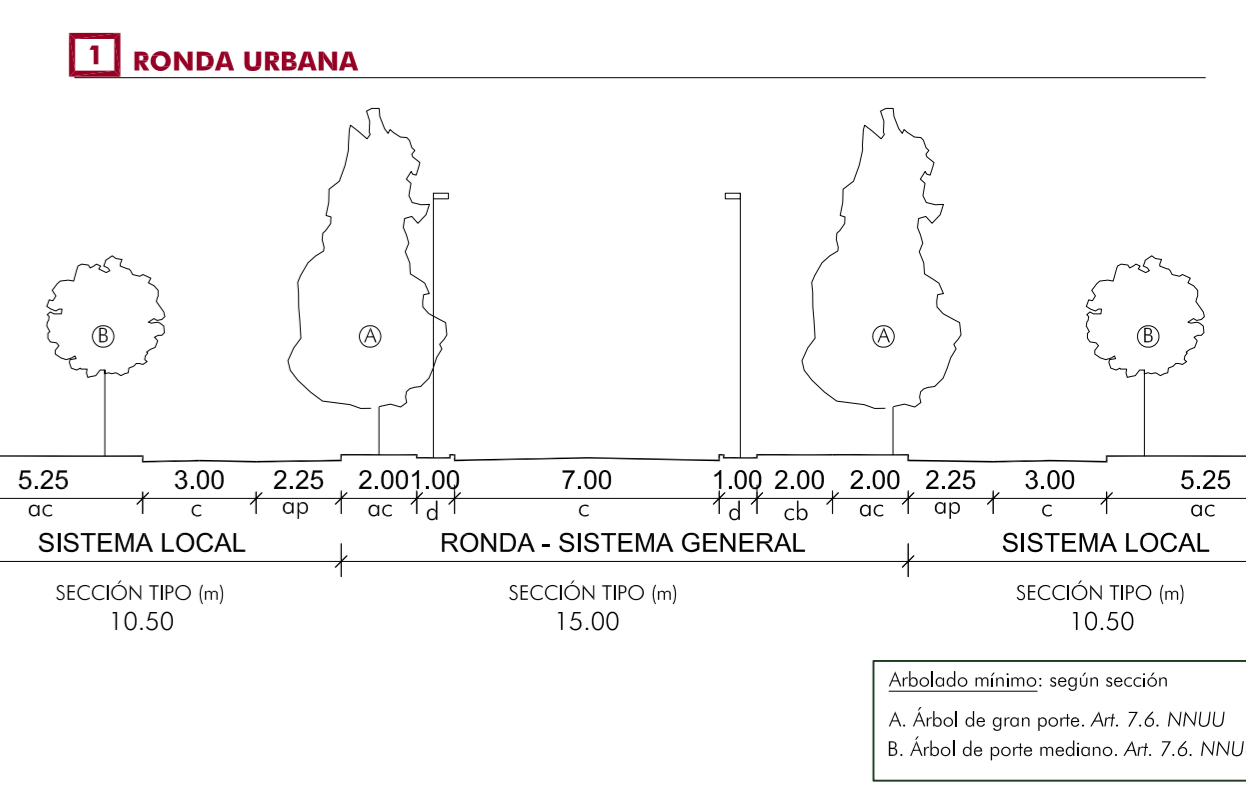 1 RONDA URBANA
B A A B
5.25 3.00 2.25 2.00 1.00 7.00 1.00 2.00 2.00 2.25 3.00 5.25
ac c ap ac d c d cb ac ap c ac
SISTEMA LOCAL RONDA - SISTEMA GENERAL SISTEMA LOCAL
SECCIÓN TIPO (m) SECCIÓN TIPO (m) SECCIÓN TIPO (m)
10.50 15.00 10.50
Arbolado mínimo: según sección
A. Árbol de gran porte. Art. 7.6. NNUU
B. Árbol de porte mediano. Art. 7.6. NNU